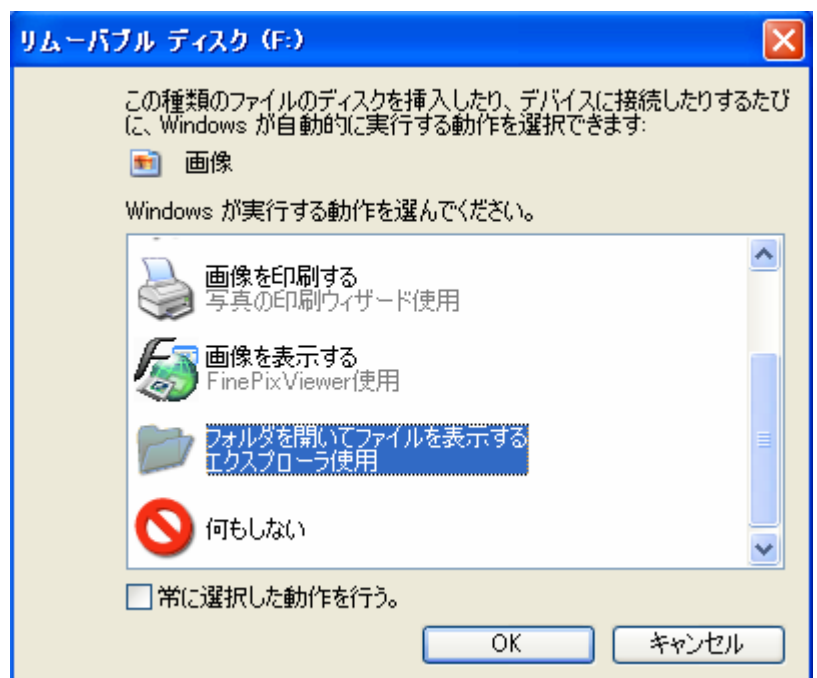 リムーバブル ディスク (F:)
この種類のファイルのディスクを挿入したり、デバイスに接続したりするたび
に、Windows が自動的に実行する動作を選択できます:
画像
Windows が実行する動作を選んでください。
画像を印刷する
写真の印刷ウィザード使用
画像を表示する
FinePixViewer使用
フォルダを開いてファイルを表示する
エクスプローラ使用
何もしない
常に選択した動作を行う。
OK
キャンセル